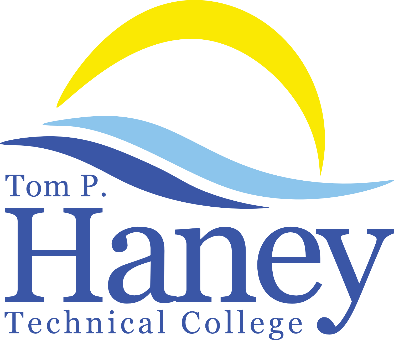 Tom P.
Haney
Technical College